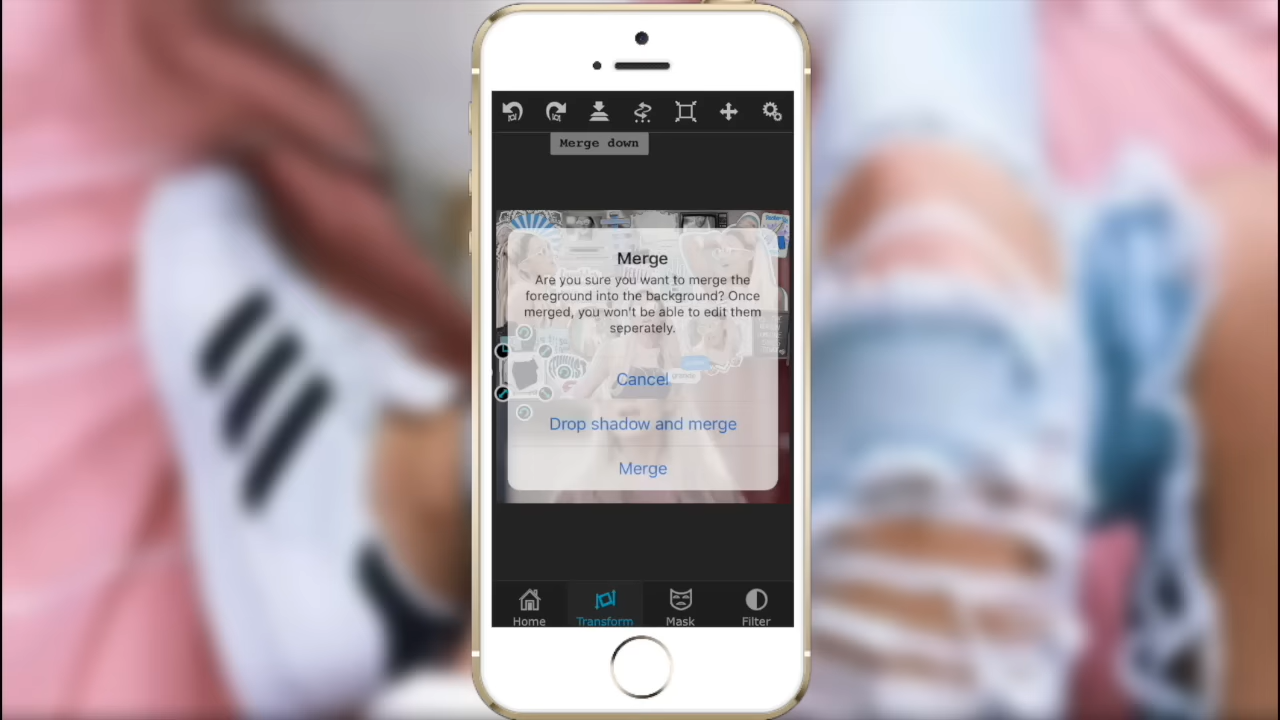 Merge down
Merge
Are you sure you want to merge the
foreground into the background? Once
merged, you won't be able to edit them
seperately.
Cancel
Drop shadow and merge
Merge
Home
Transform
Mask
Filter